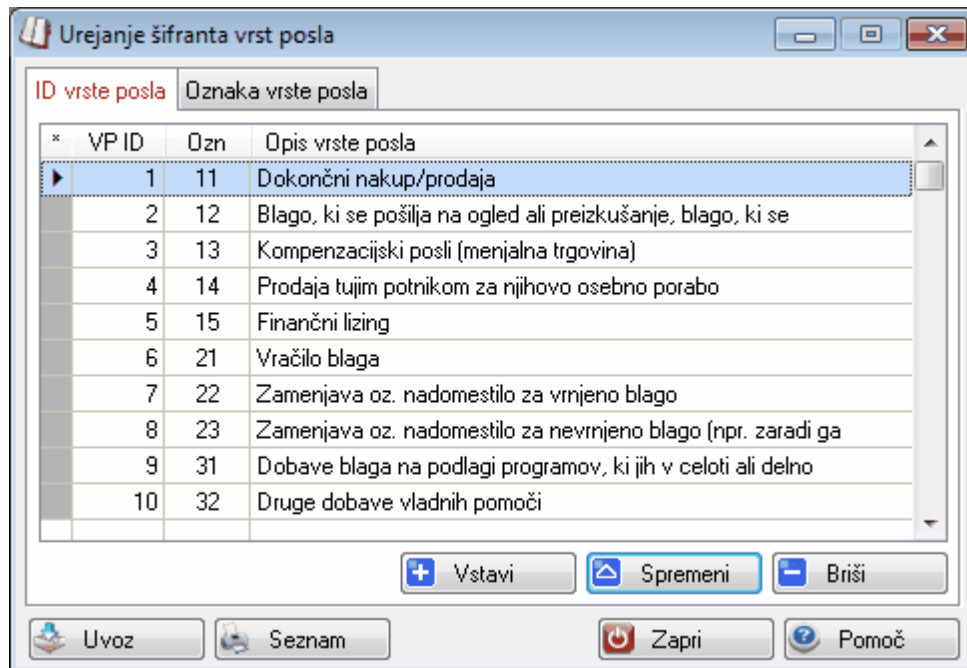 Urejanje šifranta vrst posla
ID vrste posla Oznaka vrste posla
* VP ID Ozn Opis vrste posla
1 11 Dokončni nakup/prodaja
2 12 Blago, ki se pošilja na ogled ali preizkušanje, blago, ki se
3 13 Kompenzacijski posli (menjalna trgovina)
4 14 Prodaja tujim potnikom za njihovo osebno porabo
5 15 Finančni lizing
6 21 Vračilo blaga
7 22 Zamenjava oz. nadomestilo za vrnjeno blago
8 23 Zamenjava oz. nadomestilo za nevrnjeno blago (npr. zaradi ga
9 31 Dobave blaga na podlagi programov, ki jih v celoti ali delno
10 32 Druge dobave vladnih pomoči
Vstavi Spremeni Briši
Uvoz Seznam Zapri Pomoč